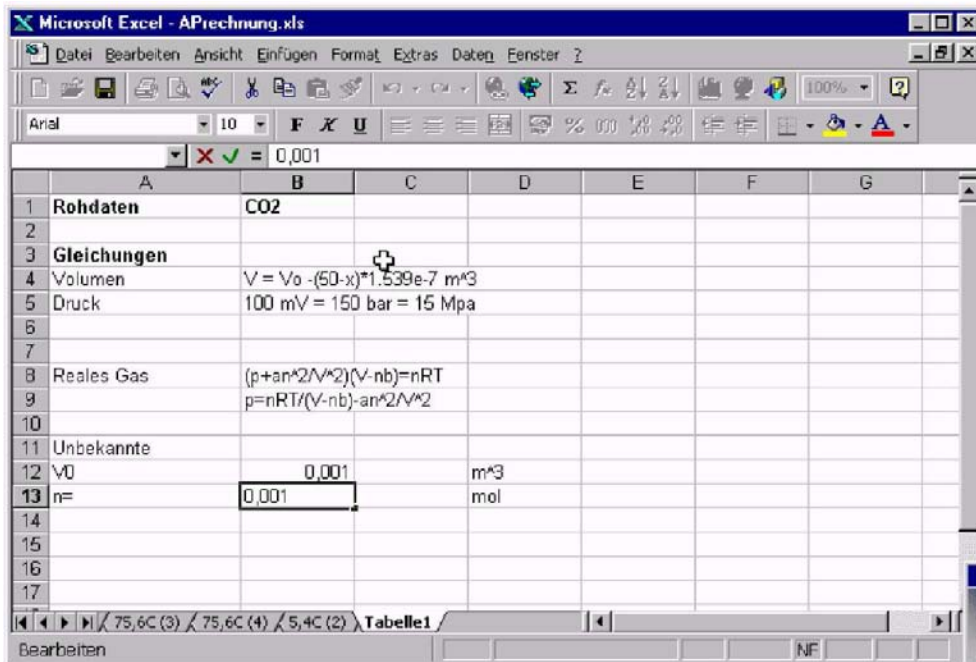 Microsoft Excel - APrechnung.xls
Datei Bearbeiten Ansicht Einfügen Format Extras Daten Fenster ?
100%
Arial 10 F K U % 000
= 0,001
A B C D E F G
1 Rohdaten CO2
2
3 Gleichungen
4 Volumen V = Vo -(50-x)*1.539e-7 m^3
5 Druck 100 mV = 150 bar = 15 Mpa
6
7
8 Reales Gas (p+an^2/V^2)(V-nb)=nRT
9 p=nRT/(V-nb)-an^2/V^2
10
11 Unbekannte
12 V0 0,001 m^3
13 n= 0,001 mol
14
15
16
17
75,6C (3) 75,6C (4) 5,4C (2) Tabelle1
Bearbeiten NF